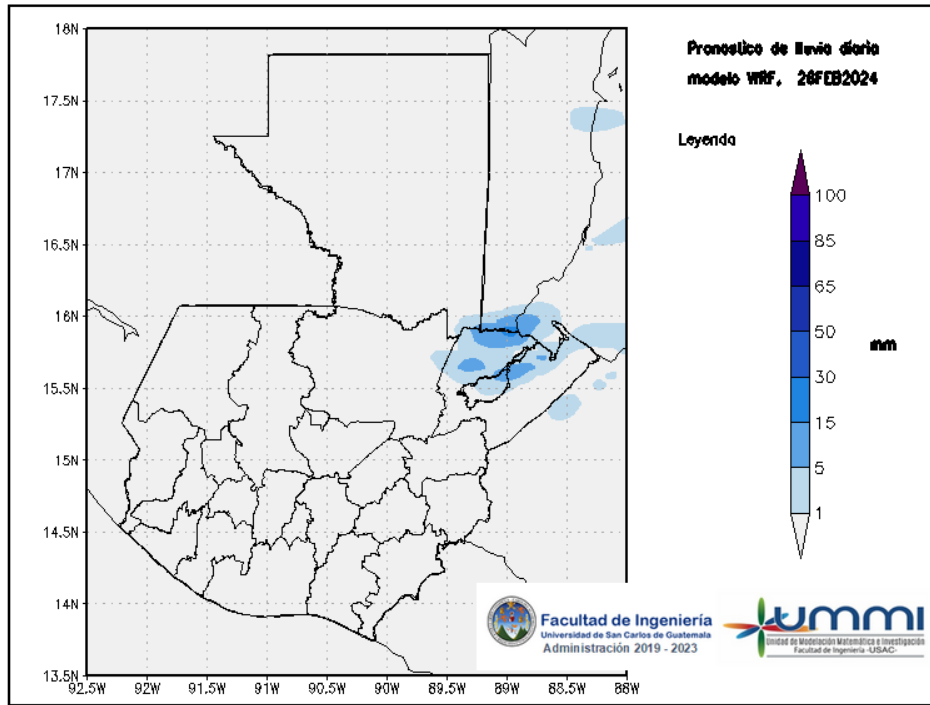 Pronostico de lluvia diaria
modelo WRF,
Leyenda
100
85
65
50
30
15
5
1
mm
18N
17.5N
17N
16.5N
16N
15.5N
15N
14.5N
14N
13.5N
92.5W 92W 91.5W 91W 90.5W 90W 89.5W 89W 88.5W 88W
Facultad de Ingeniería
Universidad de San Carlos de Guatemala
Administración 2019 - 2023
ummi
Unidad de Modelación Matemática e Investigación
Facultad de Ingeniería -USAC-